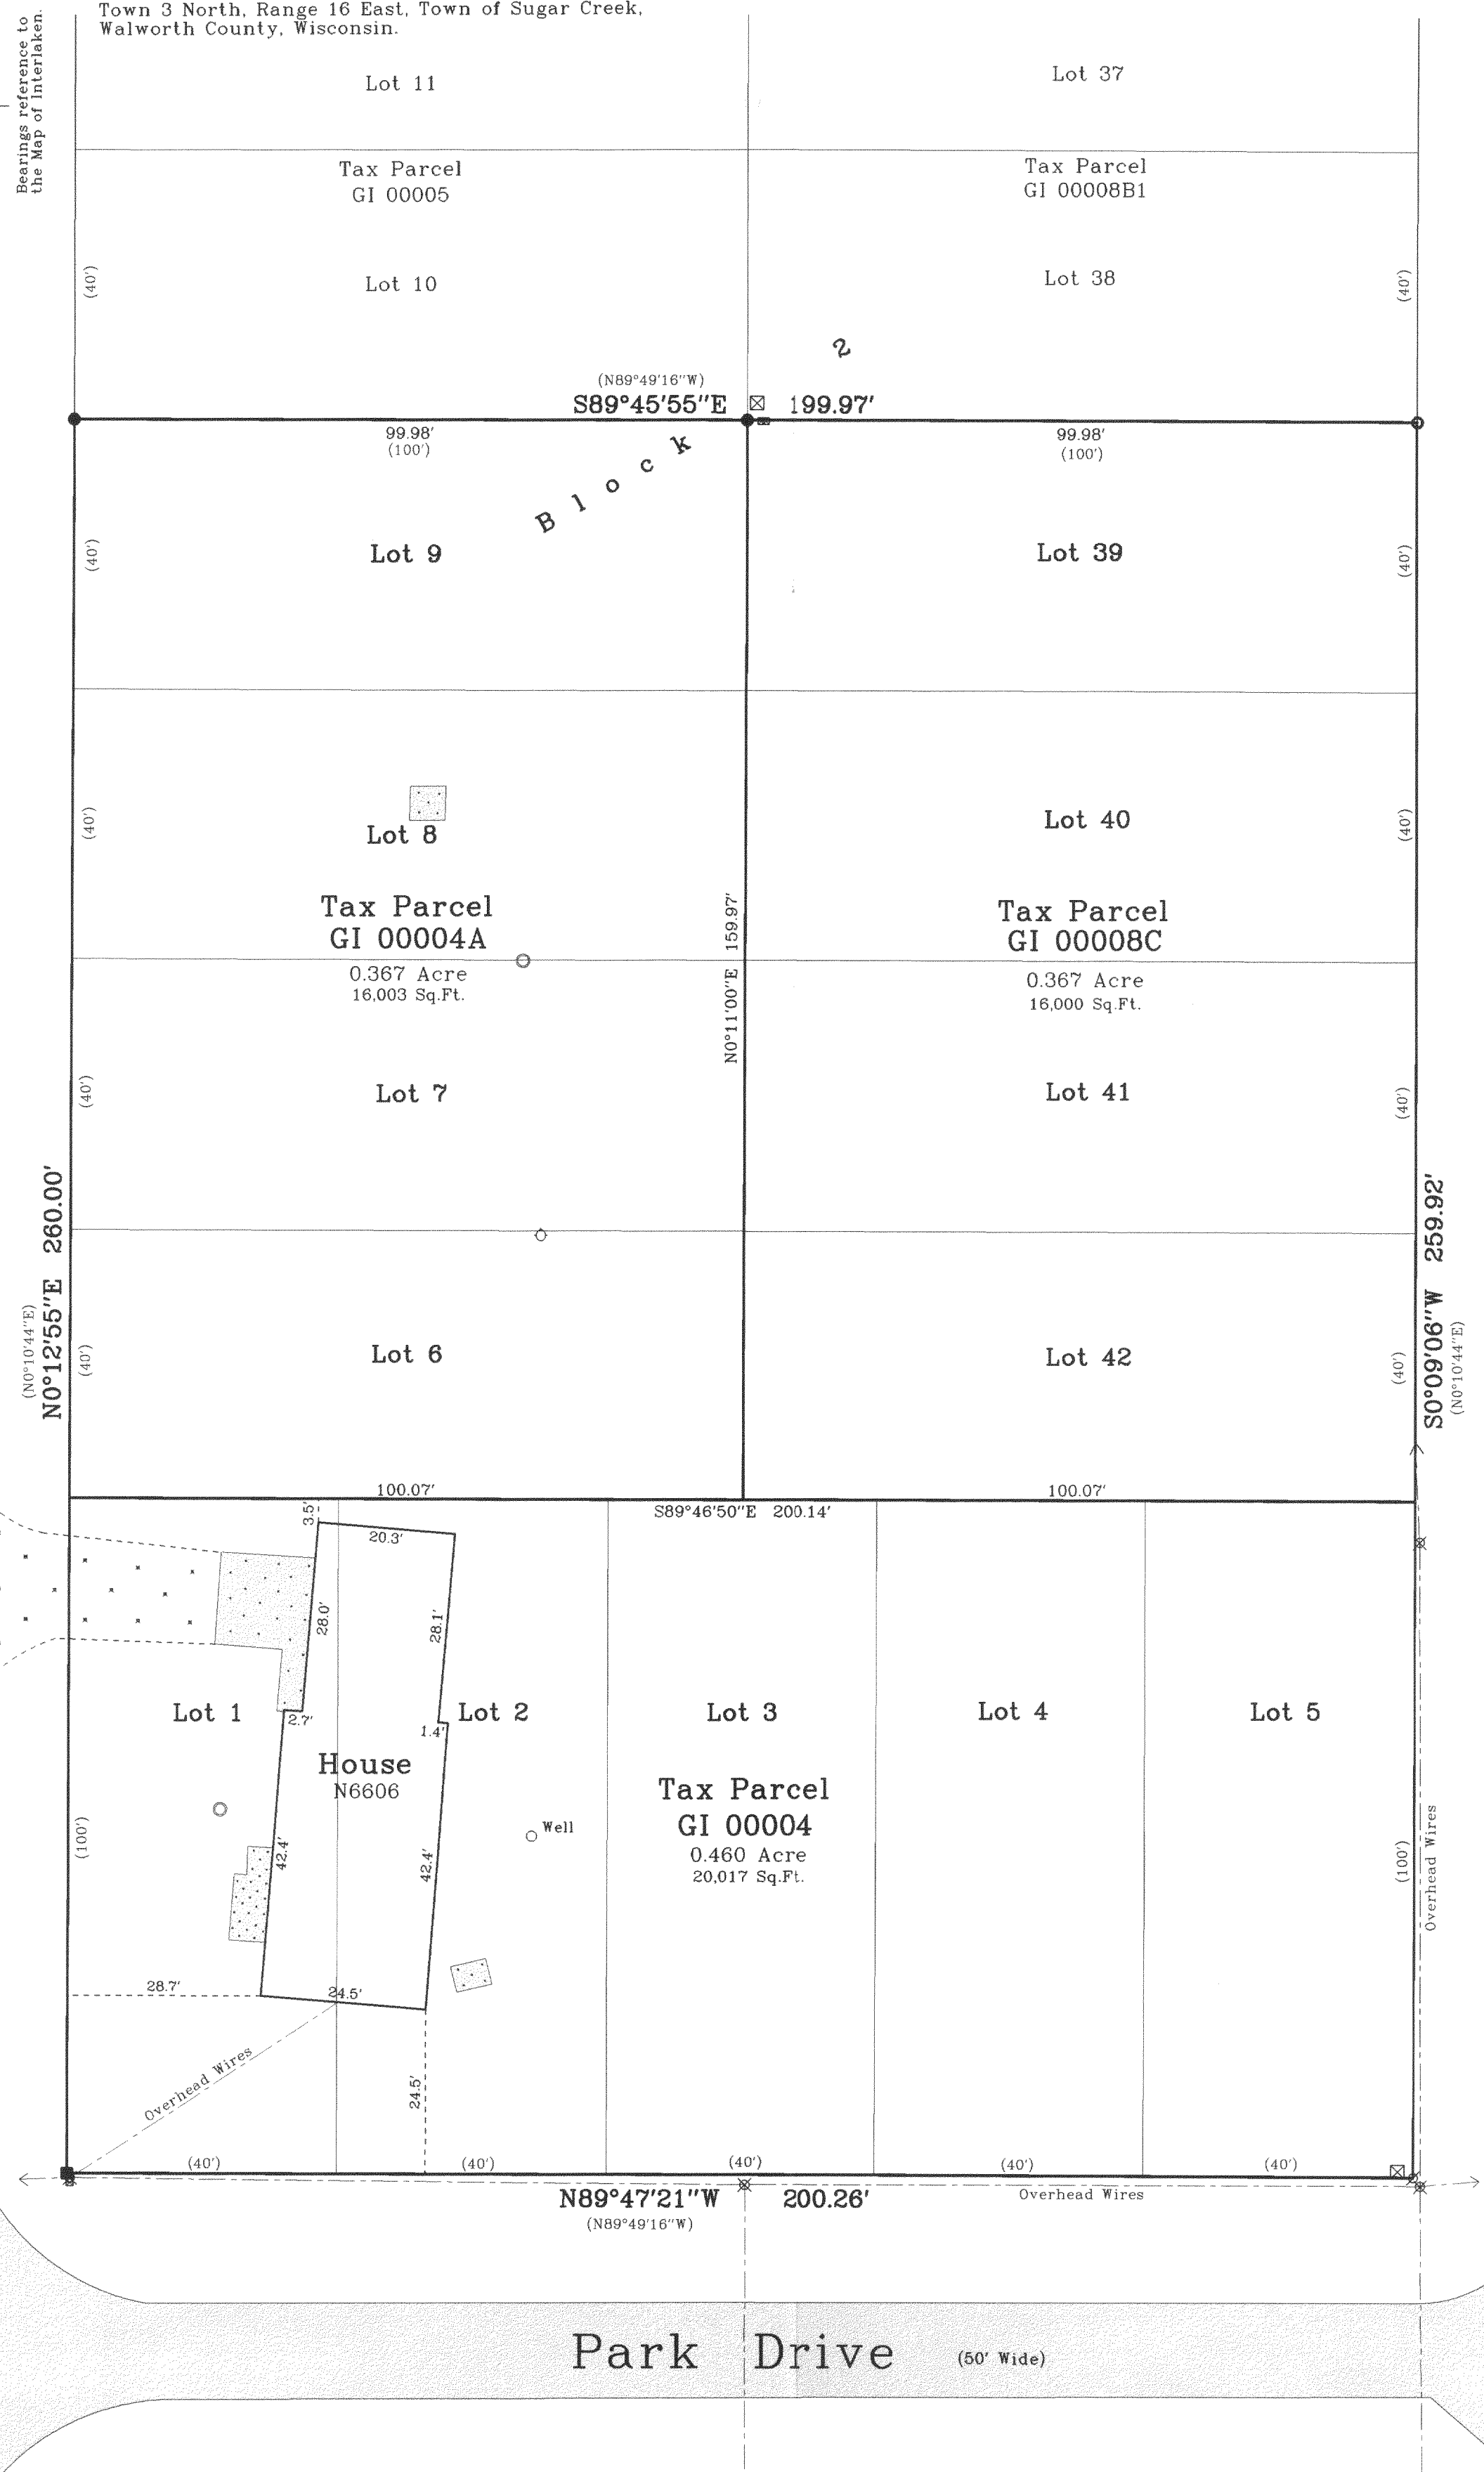 Town 3 North, Range 16 East, Town of Sugar Creek,
Walworth County, Wisconsin.
Bearings reference to
the Map of Interlaken.
Lot 11
Lot 37
Tax Parcel
GI 00005
Tax Parcel
GI 00008B1
(40')
Lot 10
Lot 38
(40')
Block 2
(N89°49'16"W)
S89°45'55"E 199.97'
99.98'
(100')
99.98'
(100')
(40')
Lot 9
Lot 39
(40')
(40')
Lot 8
Lot 40
(40')
Tax Parcel
GI 00004A
0.367 Acre
16,003 Sq.Ft.
N0°11'00"E 159.97'
Tax Parcel
GI 00008C
0.367 Acre
16,000 Sq.Ft.
(40')
Lot 7
Lot 41
(40')
(N0°10'44"E)
N0°12'55"E 260.00'
S0°09'06"W 259.92'
(N0°10'44"E)
(40')
Lot 6
Lot 42
(40')
100.07'
100.07'
S89°46'50"E 200.14'
3.5'
20.3'
28.0'
28.1'
Lot 1
2.7'
1.4'
Lot 2
Lot 3
Lot 4
Lot 5
House
N6606
Tax Parcel
GI 00004
0.460 Acre
20,017 Sq.Ft.
Well
(100')
42.4'
42.4'
(100')
Overhead Wires
28.7'
24.5'
Overhead Wires
24.5'
(40')
(40')
(40')
(40')
(40')
N89°47'21"W 200.26'
(N89°49'16"W)
Overhead Wires
Park Drive (50' Wide)